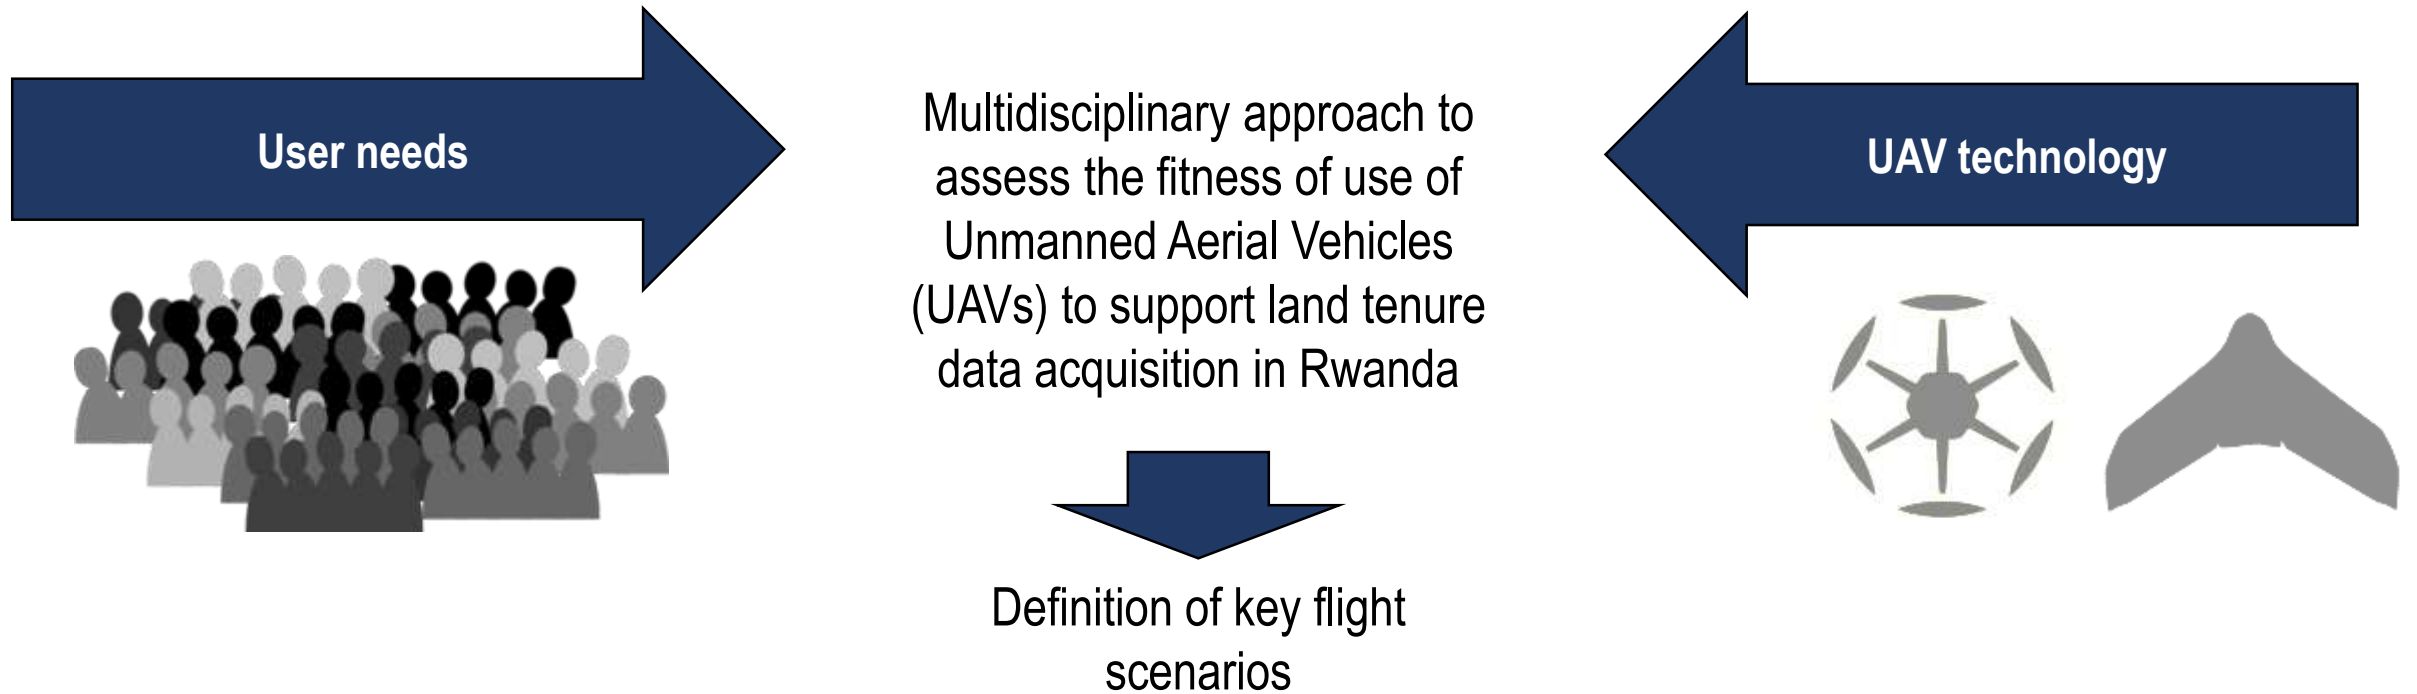 User needs
Multidisciplinary approach to
assess the fitness of use of
Unmanned Aerial Vehicles
(UAVs) to support land tenure
data acquisition in Rwanda
UAV technology
Definition of key flight
scenarios